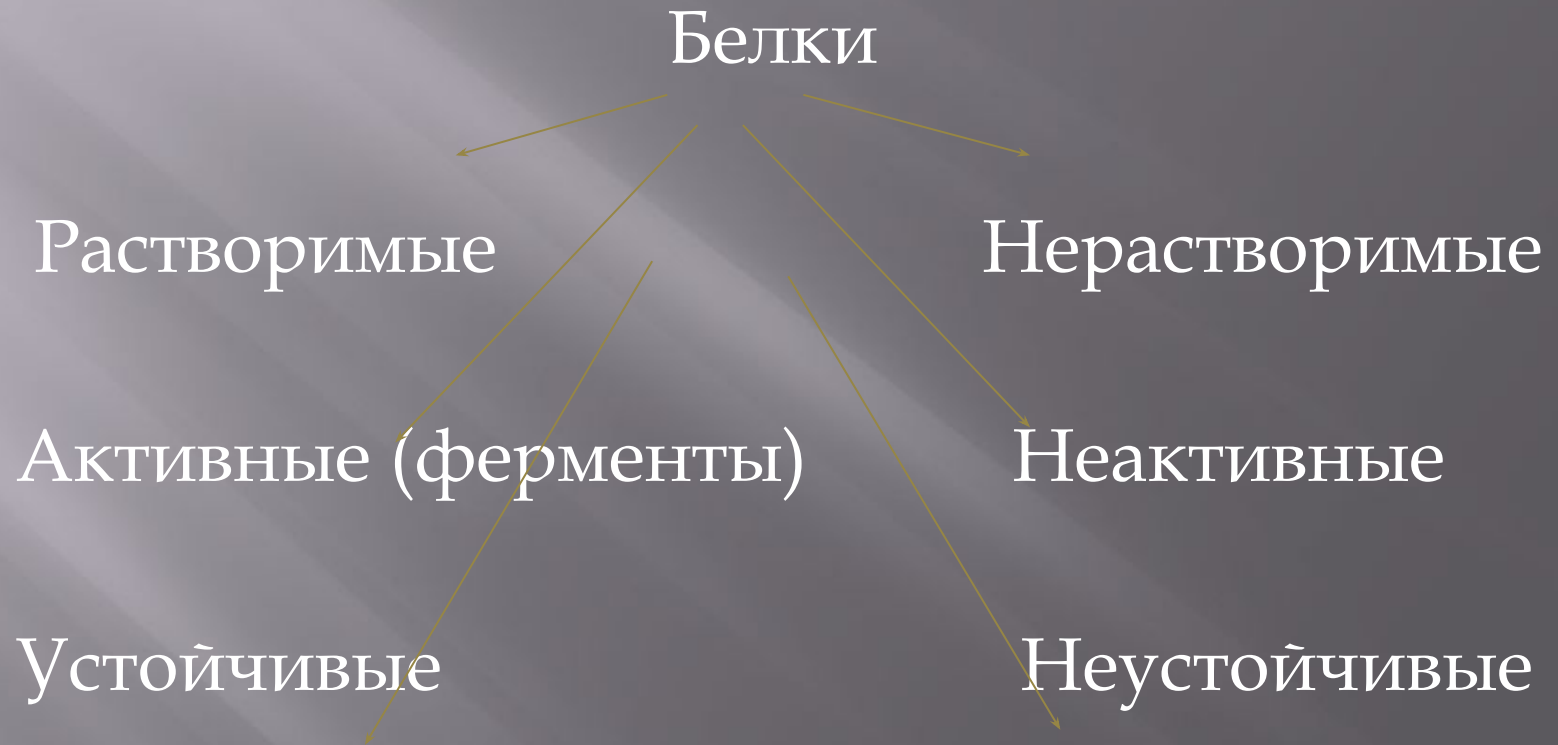 Белки
Растворимые Нерастворимые
Активные (ферменты) Неактивные
Устойчивые Неустойчивые